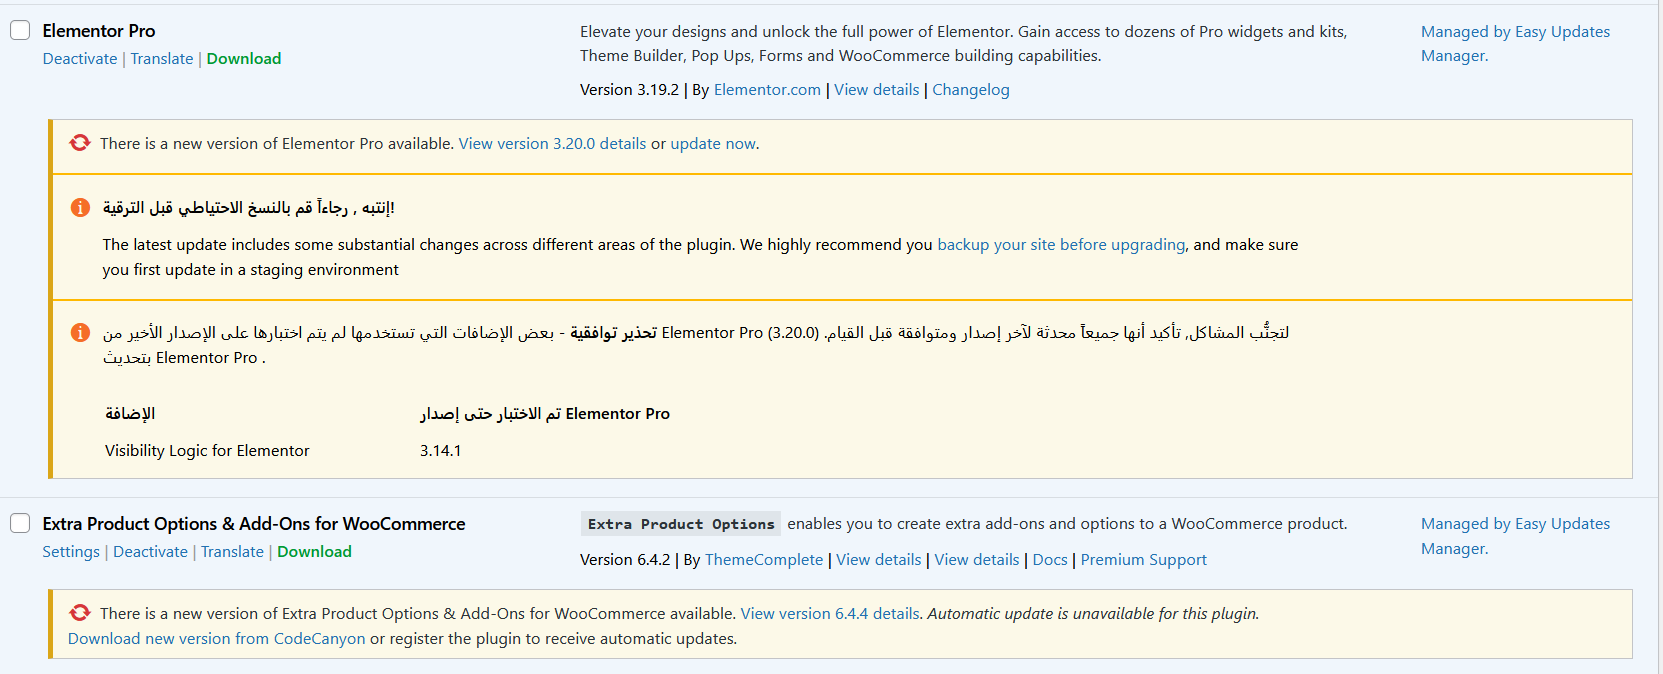 Elementor Pro
Deactivate | Translate | Download
Elevate your designs and unlock the full power of Elementor. Gain access to dozens of Pro widgets and kits,
Theme Builder, Pop Ups, Forms and WooCommerce building capabilities.
Version 3.19.2 | By Elementor.com | View details | Changelog
Managed by Easy Updates
Manager.
There is a new version of Elementor Pro available. View version 3.20.0 details or update now.
إنتبه , رجاءاً قم بالنسخ الاحتياطي قبل الترقية!
The latest update includes some substantial changes across different areas of the plugin. We highly recommend you backup your site before upgrading, and make sure
you first update in a staging environment
تحذير توافقية - بعض الإضافات التي تستخدمها لم يتم اختبارها على الإصدار الأخير من Elementor Pro (3.20.0) لتجنُّب المشاكل, تأكيد أنها جميعاً محدثة لآخر إصدار ومتوافقة قبل القيام.
بتحديث Elementor Pro .
الإضافة
تم الاختبار حتى إصدار Elementor Pro
Visibility Logic for Elementor
3.14.1
Extra Product Options & Add-Ons for WooCommerce
Settings | Deactivate | Translate | Download
Extra Product Options enables you to create extra add-ons and options to a WooCommerce product.
Version 6.4.2 | By ThemeComplete | View details | View details | Docs | Premium Support
Managed by Easy Updates
Manager.
There is a new version of Extra Product Options & Add-Ons for WooCommerce available. View version 6.4.4 details. Automatic update is unavailable for this plugin.
Download new version from CodeCanyon or register the plugin to receive automatic updates.